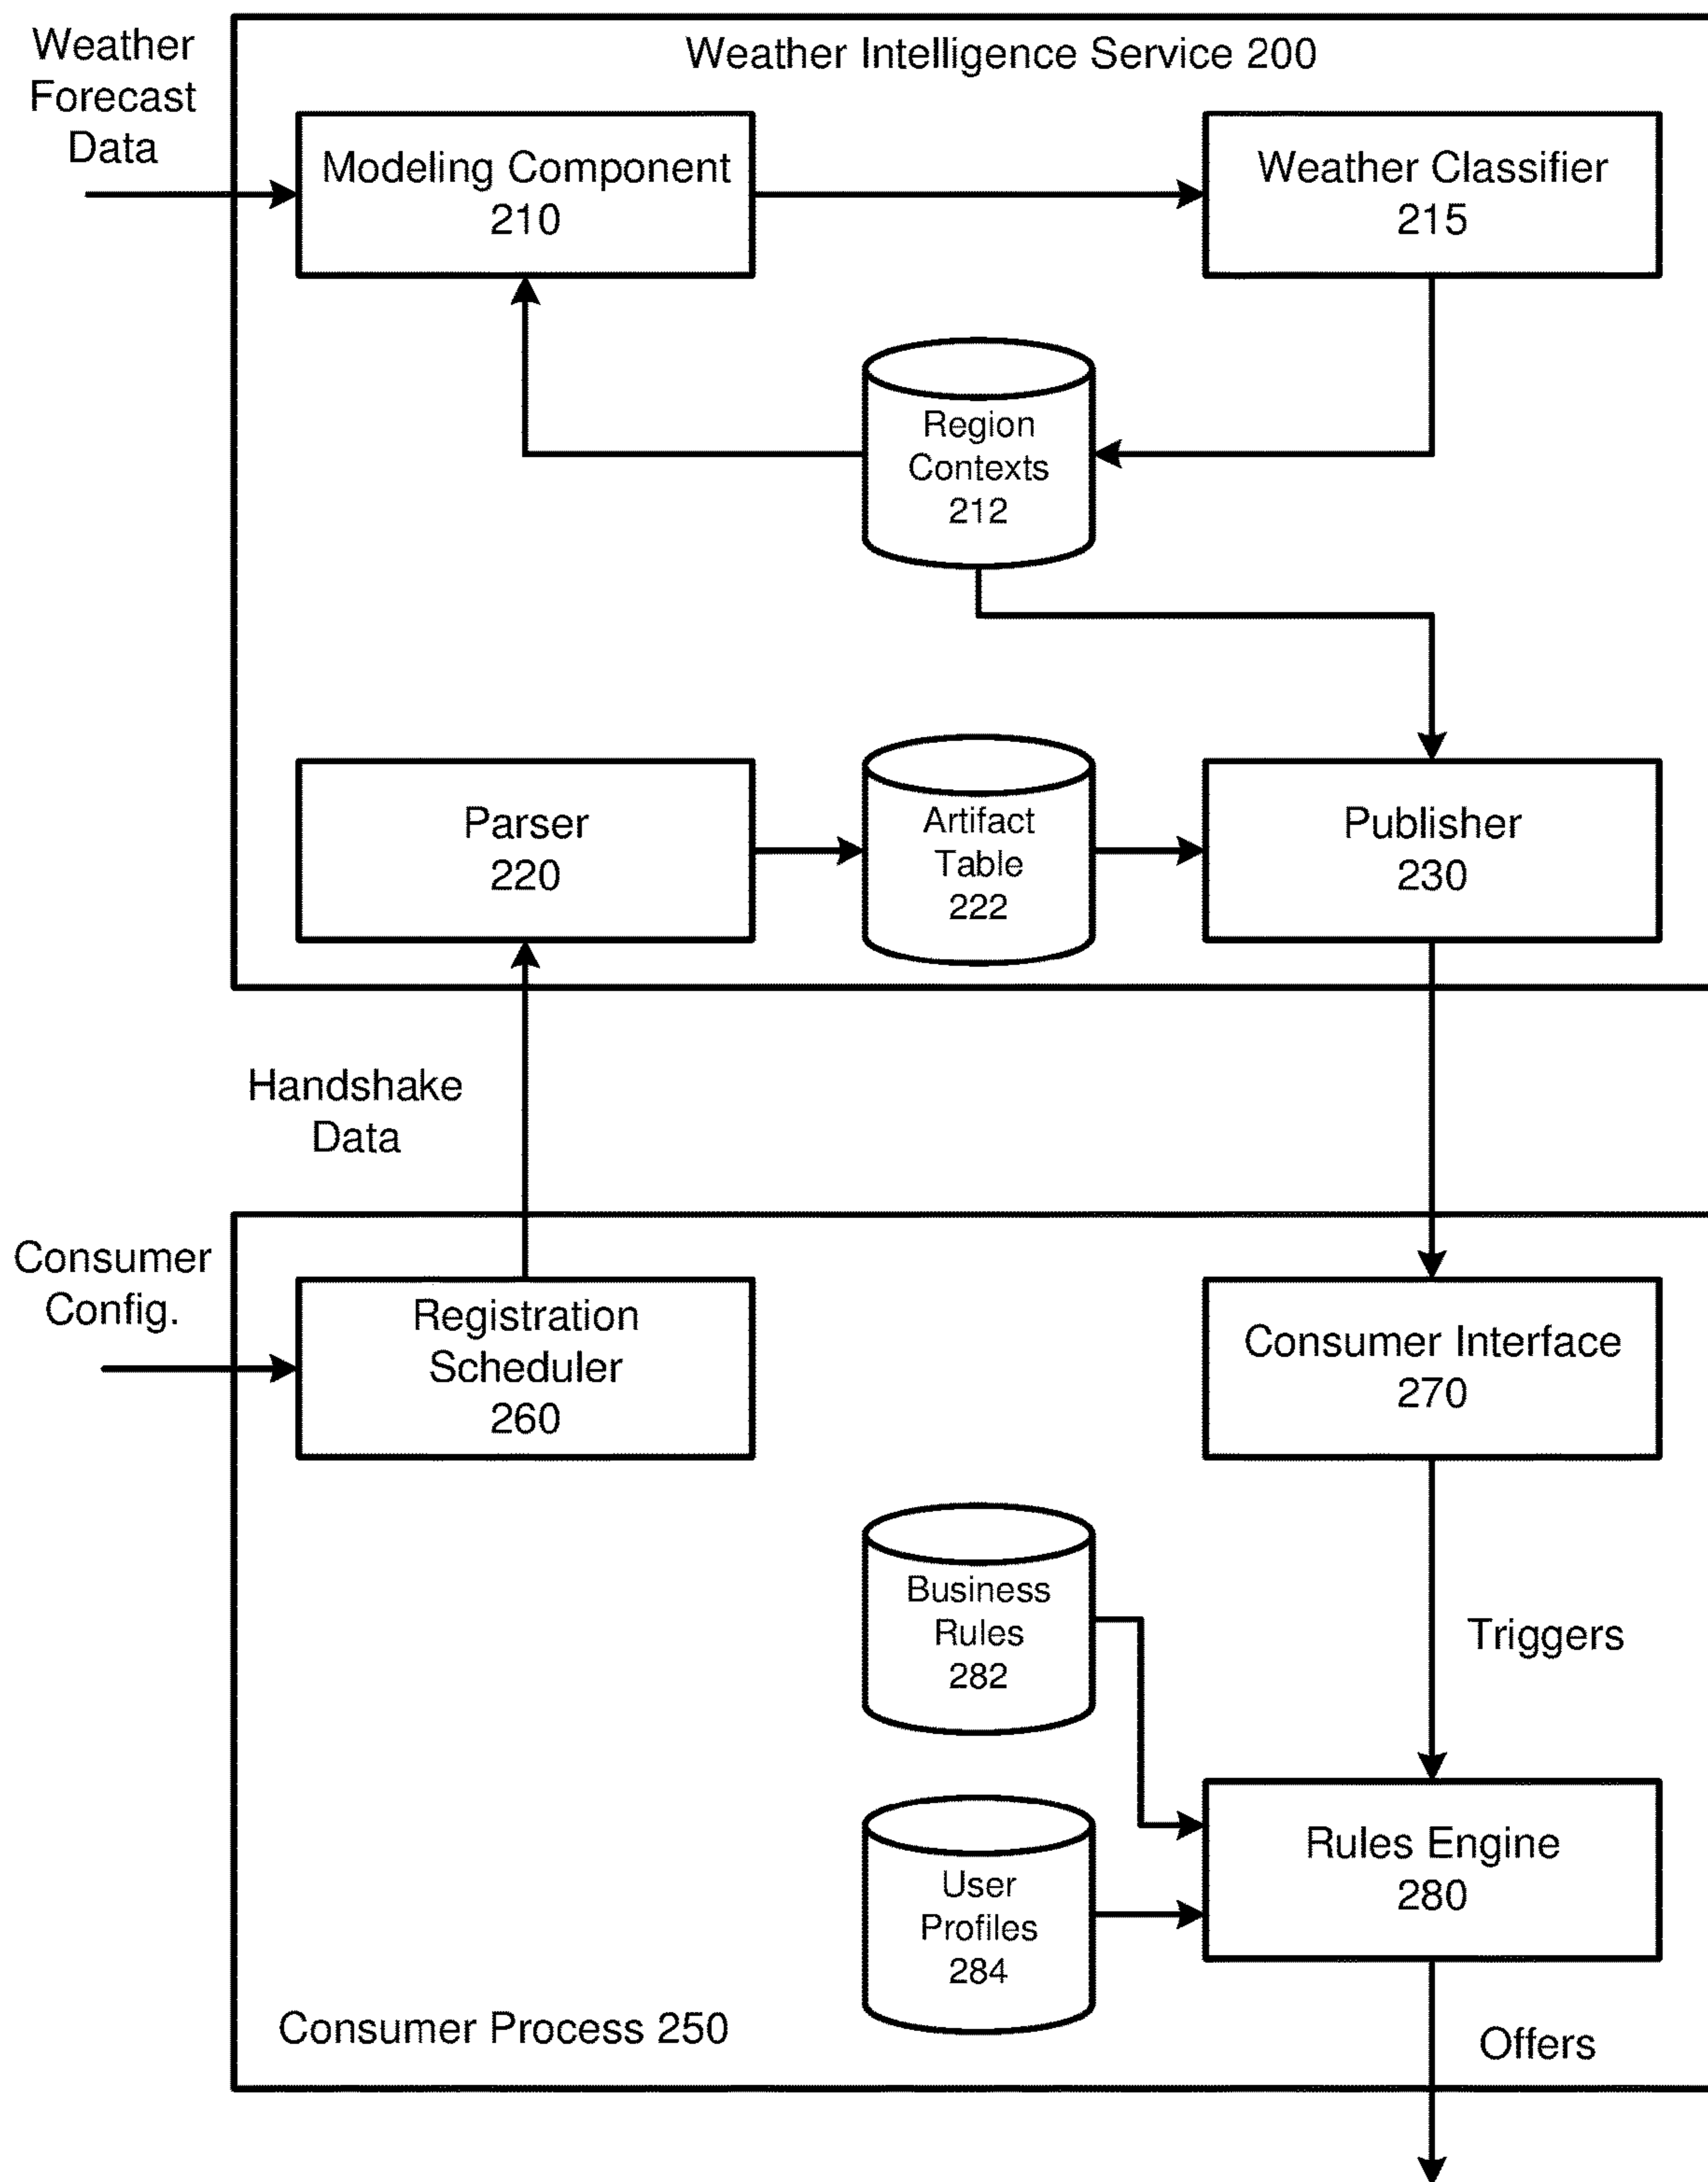 Weather
Forecast
Data
Weather Intelligence Service 200
Modeling Component
210
Weather Classifier
215
Region
Contexts
212
Parser
220
Artifact
Table
222
Publisher
230
Handshake
Data
Consumer
Config.
Registration
Scheduler
260
Consumer Interface
270
Business
Rules
282
Triggers
User
Profiles
284
Rules Engine
280
Consumer Process 250
Offers